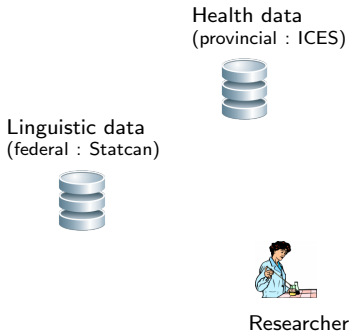 Health data
(provincial : ICES)
Linguistic data
(federal : Statcan)
Researcher